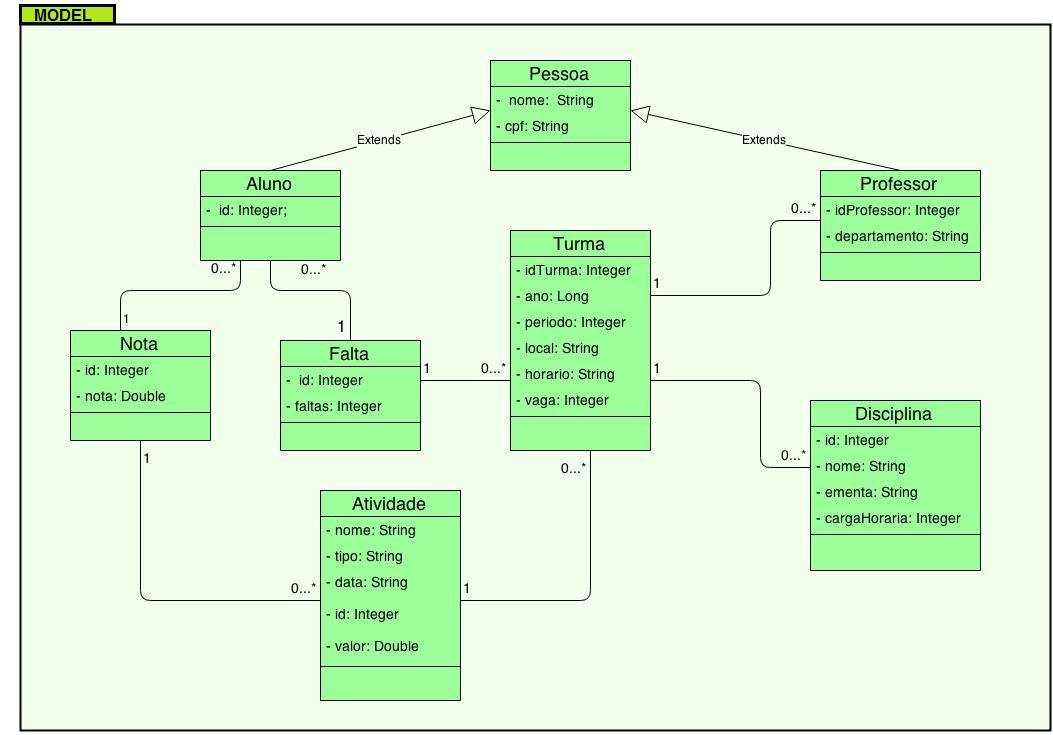 MODEL
Pessoa
- nome: String
- cpf: String
Extends
Extends
Aluno
- id: Integer;
0...*
0...*
Professor
- idProfessor: Integer
- departamento: String
0...*
Turma
- idTurma: Integer
- ano: Long
- periodo: Integer
- local: String
- horario: String
- vaga: Integer
1
1
0...*
0...*
1
Nota
- id: Integer
- nota: Double
1
1
Falta
- id: Integer
- faltas: Integer
1
Disciplina
- id: Integer
- nome: String
- ementa: String
- cargaHoraria: Integer
0...*
Atividade
- nome: String
- tipo: String
- data: String
- id: Integer
- valor: Double
0...*
1